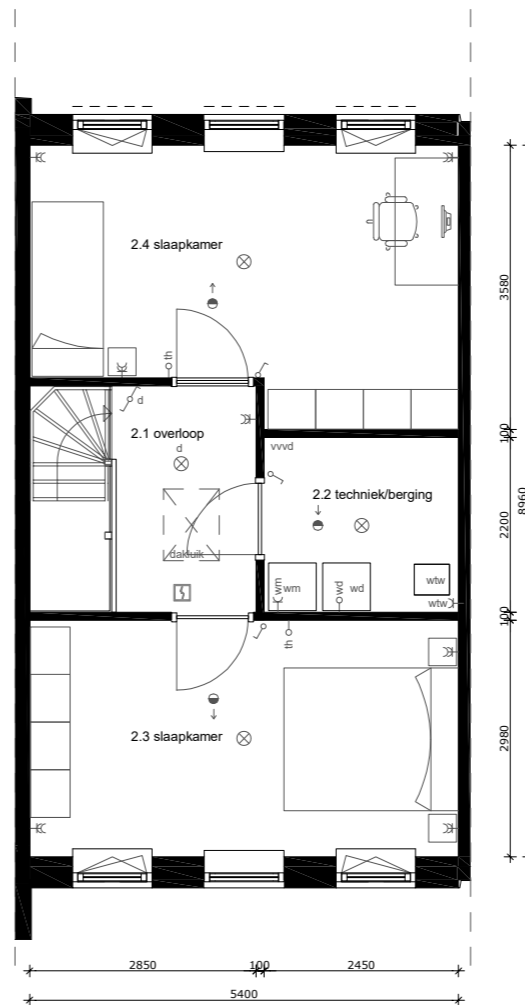 2.4 slaapkamer
th
d
2.1 overloop
d
vvvd
2.2 techniek/berging
dakluik
wm
wm
wd
wd
wtw
wtw
th
2.3 slaapkamer
3580
100
2200
8960
100
2980
2850
100
2450
5400